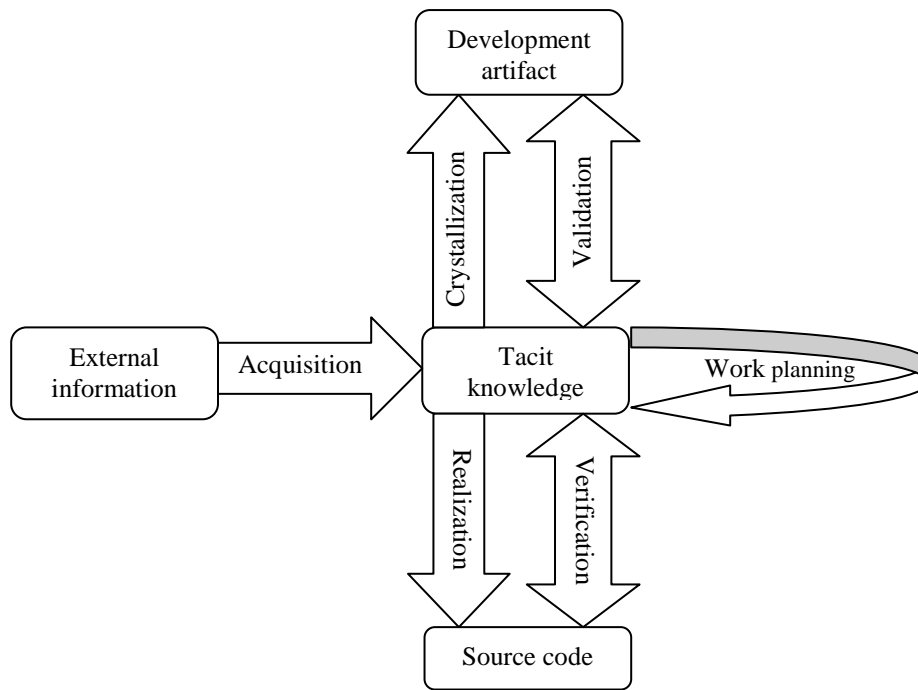 Development
artifact
Crystallization
Validation
External
information
Acquisition
Tacit
knowledge
Work planning
Realization
Verification
Source code